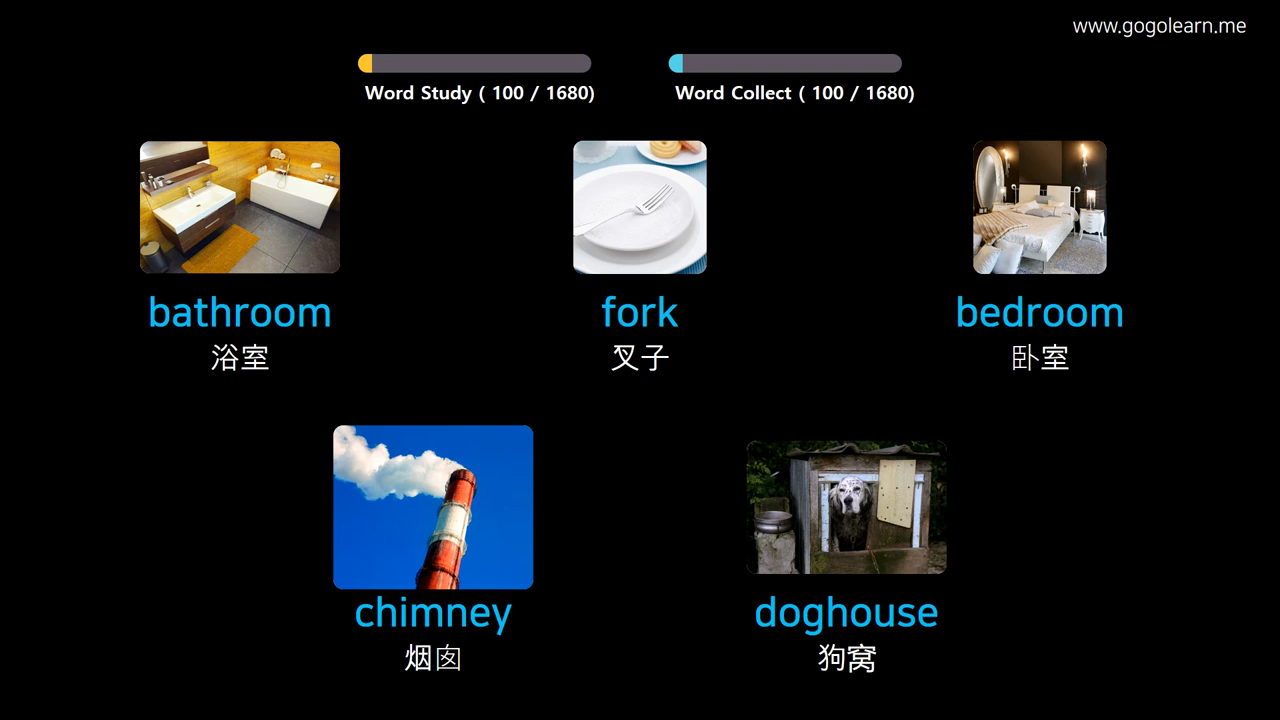 www.gogolearn.me
Word Study ( 100 / 1680)
Word Collect ( 100 / 1680)
bathroom
浴室
fork
叉子
bedroom
卧室
chimney
烟囱
doghouse
狗窝